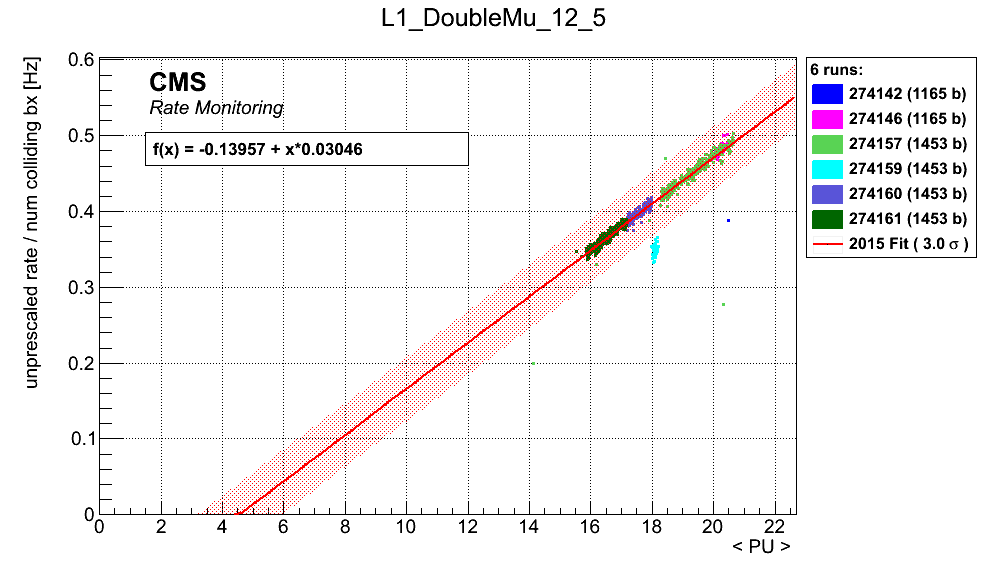 L1_DoubleMu_12_5
unprescaled rate / num colliding bx [Hz]
0.6
0.5
0.4
0.3
0.2
0.1
0
CMS
Rate Monitoring
f(x) = -0.13957 + x*0.03046
0 2 4 6 8 10 12 14 16 18 20 22
< PU >
6 runs:
274142 (1165 b)
274146 (1165 b)
274157 (1453 b)
274159 (1453 b)
274160 (1453 b)
274161 (1453 b)
2015 Fit ( 3.0 σ )